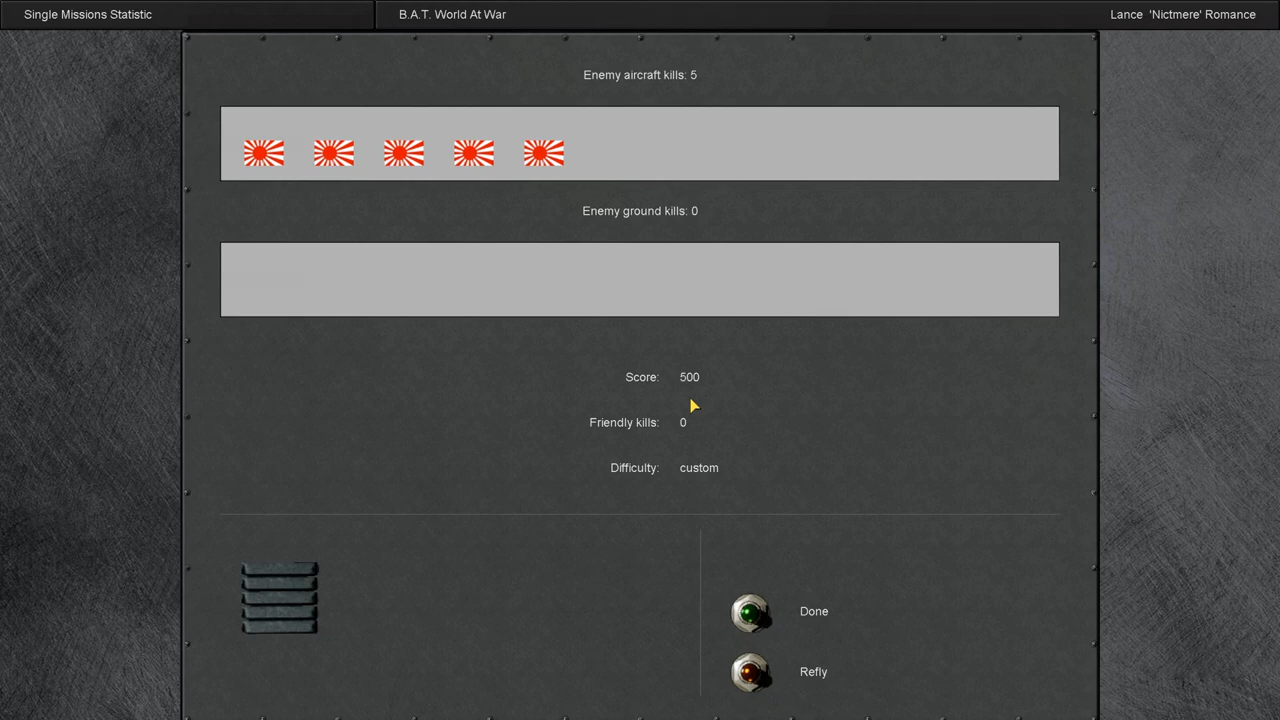 Single Missions Statistic
B.A.T. World At War
Lance  'Nictmere' Romance
Enemy aircraft kills: 5
Enemy ground kills: 0
Score: 500
Friendly kills: 0
Difficulty: custom
Done
Refly